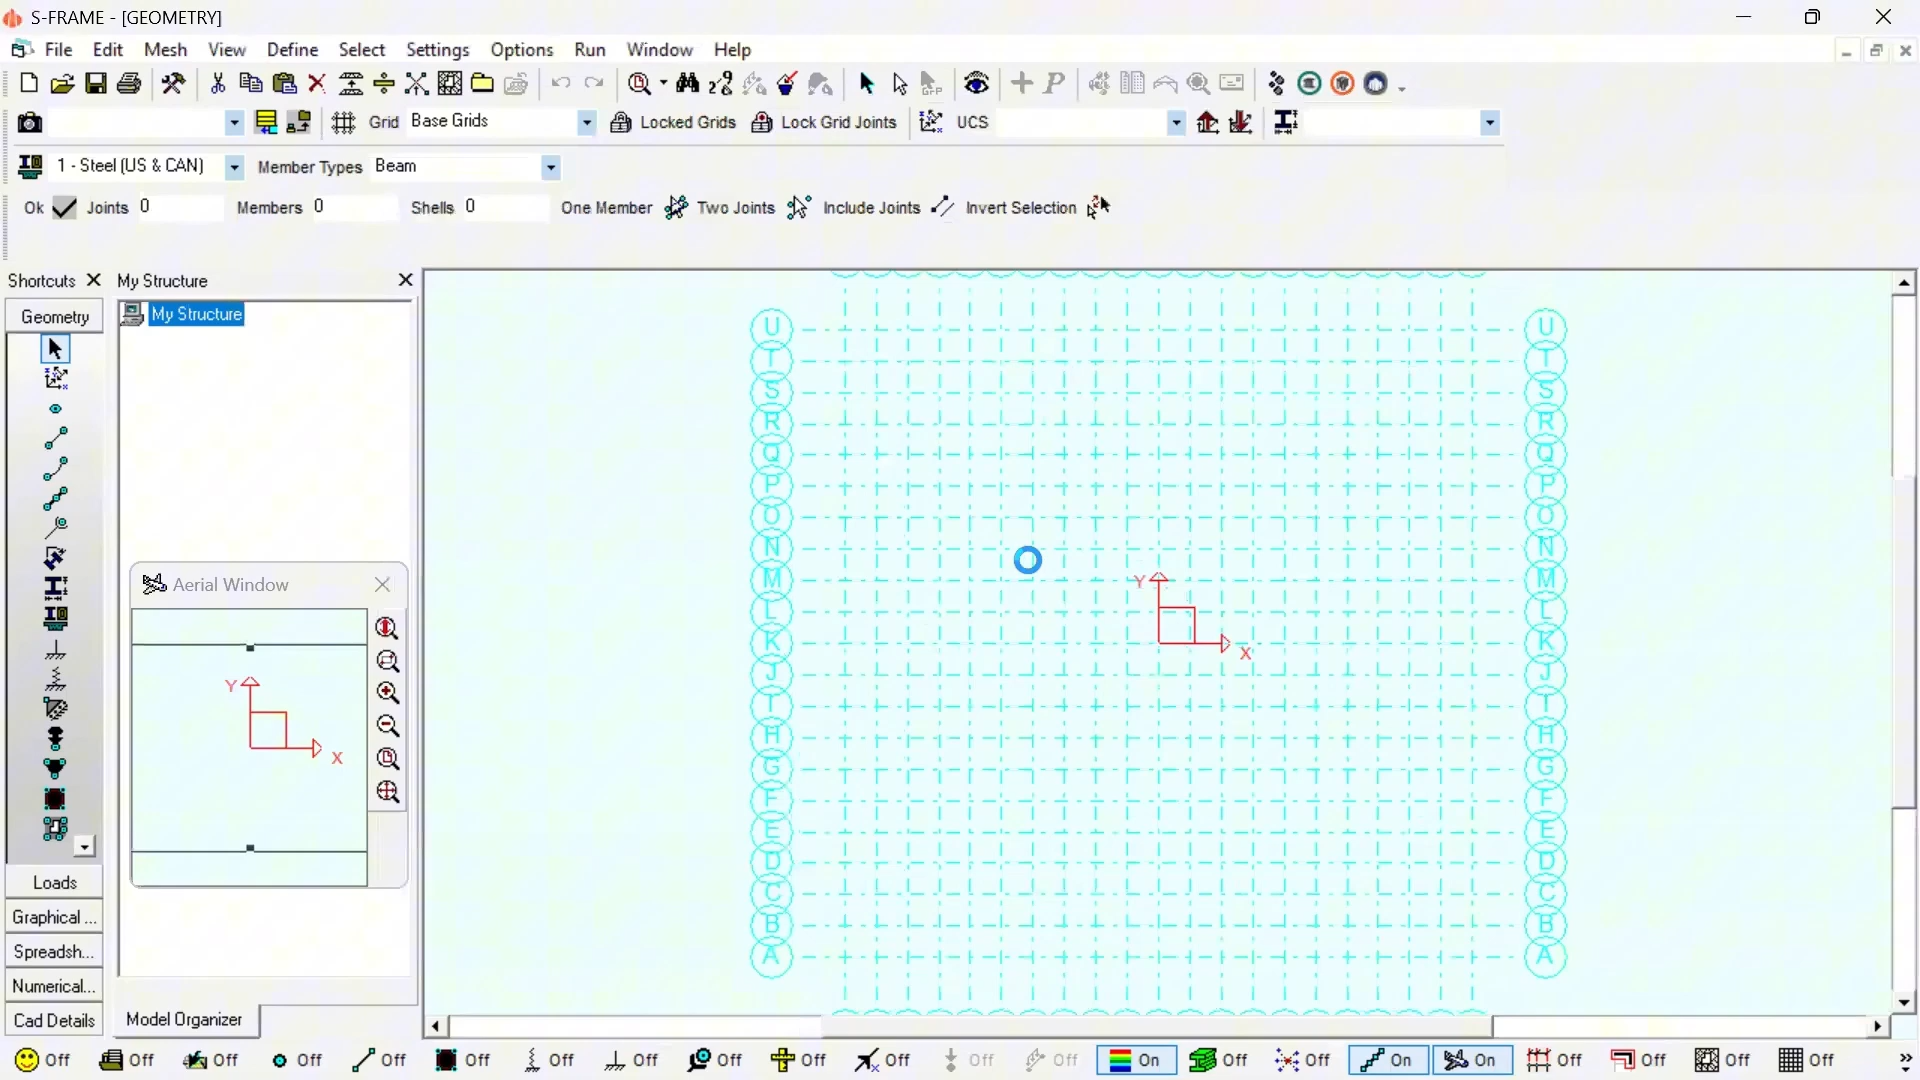 S-FRAME - [GEOMETRY]
File Edit Mesh View Define Select Settings Options Run Window Help
Grid Base Grids Locked Grids Lock Grid Joints UCS
1 - Steel (US & CAN) Member Types Beam
Ok Joints 0 Members 0 Shells 0 One Member Two Joints Include Joints Invert Selection
Shortcuts My Structure
Geometry
My Structure
Aerial Window
Y
X
Loads
Graphical ...
Spreadsh...
Numerical...
Cad Details
Model Organizer
U U
T T
S S
R R
Q Q
P P
O O
N N
M M
L L
K K
J J
I I
H H
G G
F F
E E
D D
C C
B B
A A
Y
X
Off Off Off Off Off Off Off Off Off Off Off Off Off On Off Off On On Off Off Off Off